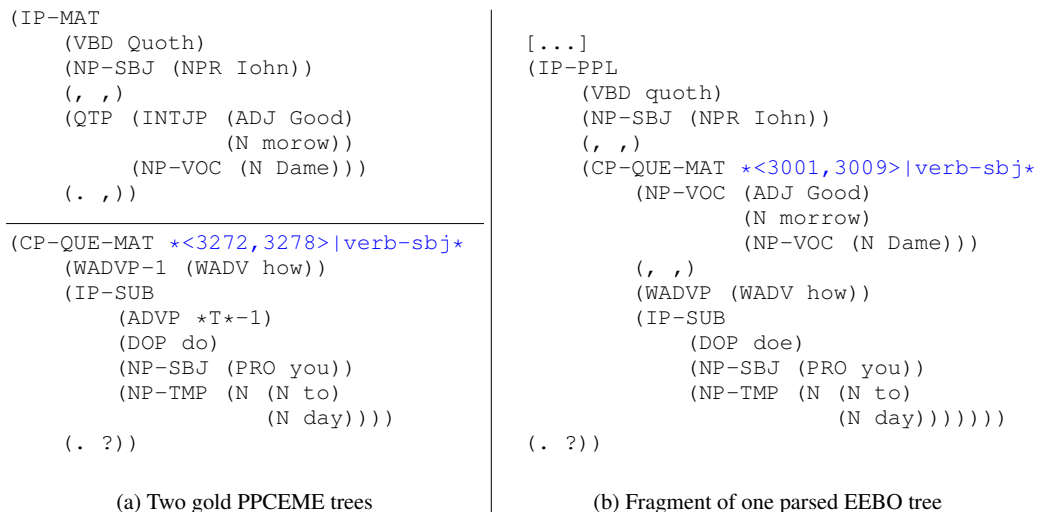 (IP-MAT
    (VBD Quoth)
    (NP-SBJ (NPR Iohn))
    (, ,)
    (QTP (INTJP (ADJ Good)
                (N morow))
         (NP-VOC (N Dame)))
    (. ,))
(CP-QUE-MAT *<3272,3278>|verb-sbj*
    (WADVP-1 (WADV how))
    (IP-SUB
        (ADVP *T*-1)
        (DOP do)
        (NP-SBJ (PRO you))
        (NP-TMP (N (N to)
                   (N day))))
    (. ?))
(a) Two gold PPCEME trees
[...]
(IP-PPL
    (VBD quoth)
    (NP-SBJ (NPR Iohn))
    (, ,)
    (CP-QUE-MAT *<3001,3009>|verb-sbj*
        (NP-VOC (ADJ Good)
                (N morrow)
                (NP-VOC (N Dame)))
        (, ,)
        (WADVP (WADV how))
        (IP-SUB
            (DOP doe)
            (NP-SBJ (PRO you))
            (NP-TMP (N (N to)
                       (N day)))))))
(. ?))
(b) Fragment of one parsed EEBO tree